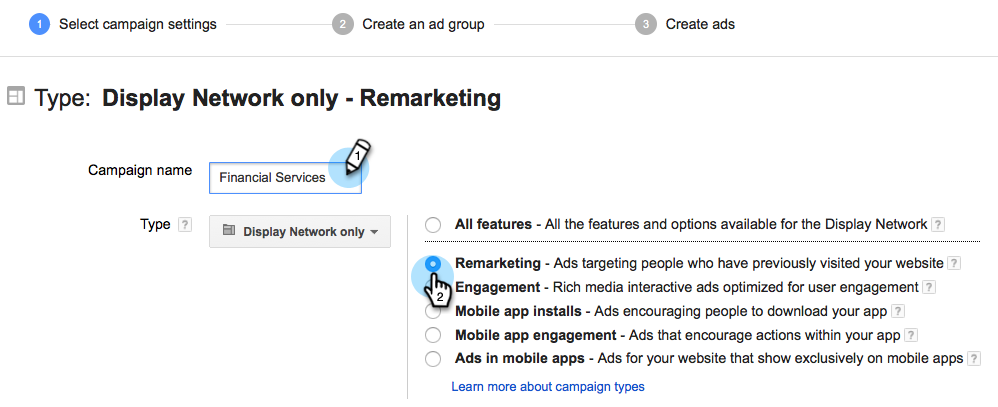 1 Select campaign settings 2 Create an ad group 3 Create ads
Type: Display Network only - Remarketing
Campaign name Financial Services 1
Type ? Display Network only All features - All the features and options available for the Display Network ?
Remarketing - Ads targeting people who have previously visited your website ?
2 Engagement - Rich media interactive ads optimized for user engagement ?
Mobile app installs - Ads encouraging people to download your app ?
Mobile app engagement - Ads that encourage actions within your app ?
Ads in mobile apps - Ads for your website that show exclusively on mobile apps ?
Learn more about campaign types